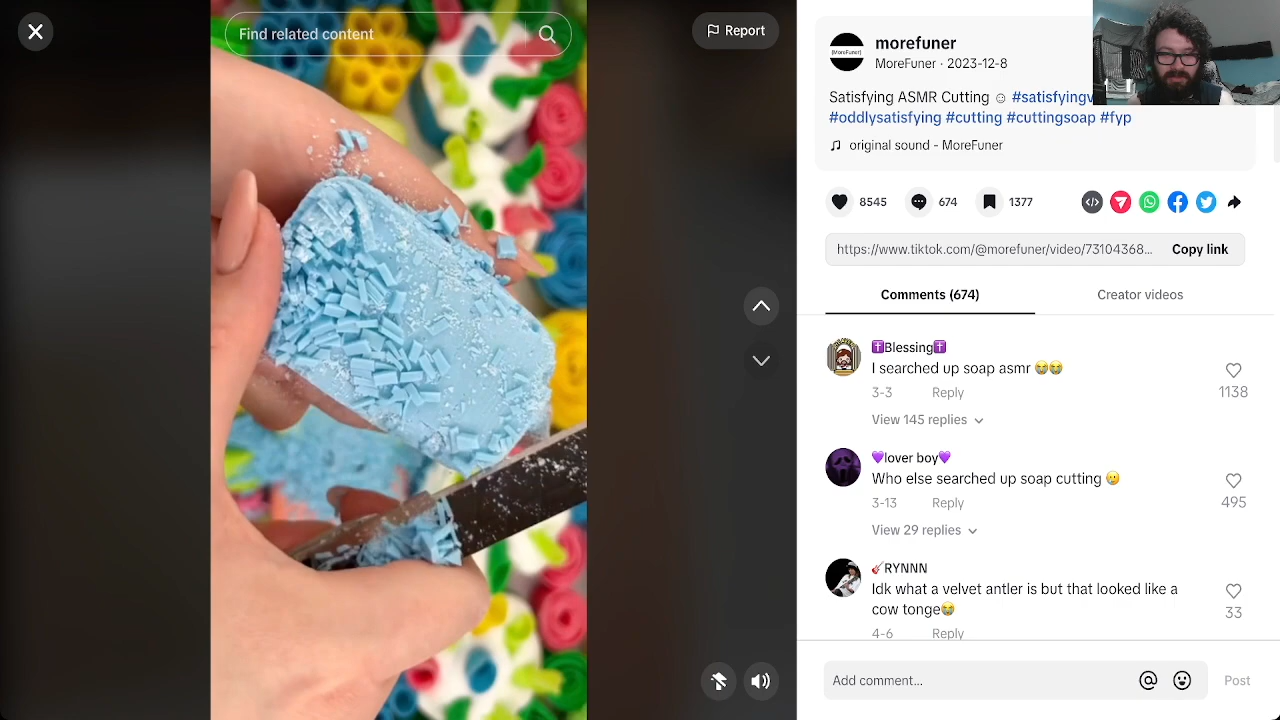 Find related content
Report
(MoreFuner)
morefuner
MoreFuner · 2023-12-8
Satisfying ASMR Cutting ☺ #satisfyingv
#oddlysatisfying #cutting #cuttingsoap #fyp
original sound - MoreFuner
8545
674
1377
https://www.tiktok.com/@morefuner/video/73104368...
Copy link
Comments (674)
Creator videos
✝️Blessing✝️
I searched up soap asmr 😭😭
3-3 Reply
1138
View 145 replies
💜lover boy💜
Who else searched up soap cutting 🥲
3-13 Reply
495
View 29 replies
🎸RYNNN
Idk what a velvet antler is but that looked like a
cow tonge😭
33
4-6 Reply
Add comment...
@
Post